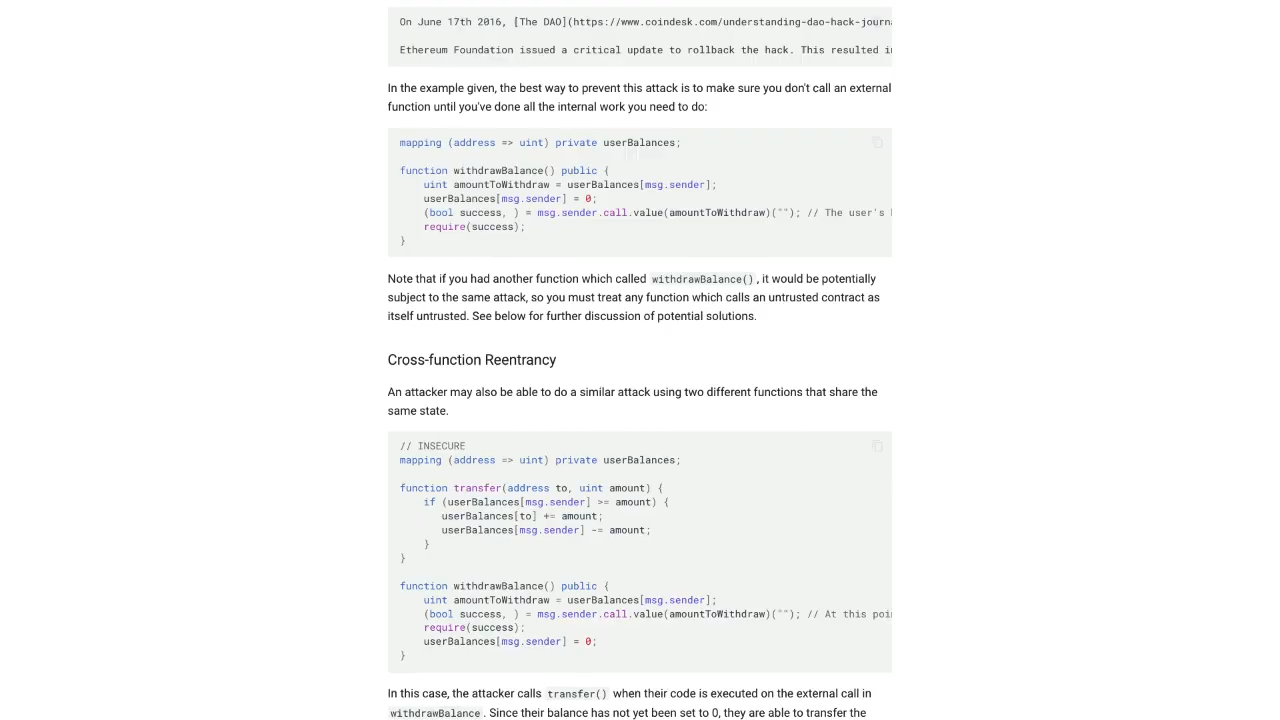 On June 17th 2016, [The DAO](https://www.coindesk.com/understanding-dao-hack-journa
Ethereum Foundation issued a critical update to rollback the hack. This resulted in
In the example given, the best way to prevent this attack is to make sure you don't call an external
function until you've done all the internal work you need to do:
mapping (address => uint) private userBalances;
function withdrawBalance() public {
    uint amountToWithdraw = userBalances[msg.sender];
    userBalances[msg.sender] = 0;
    (bool success, ) = msg.sender.call.value(amountToWithdraw)(""); // The user's
    require(success);
}
Note that if you had another function which called withdrawBalance(), it would be potentially
subject to the same attack, so you must treat any function which calls an untrusted contract as
itself untrusted. See below for further discussion of potential solutions.
Cross-function Reentrancy
An attacker may also be able to do a similar attack using two different functions that share the
same state.
// INSECURE
mapping (address => uint) private userBalances;
function transfer(address to, uint amount) {
    if (userBalances[msg.sender] >= amount) {
       userBalances[to] += amount;
       userBalances[msg.sender] -= amount;
    }
}
function withdrawBalance() public {
    uint amountToWithdraw = userBalances[msg.sender];
    (bool success, ) = msg.sender.call.value(amountToWithdraw)(""); // At this poi
    require(success);
    userBalances[msg.sender] = 0;
}
In this case, the attacker calls transfer() when their code is executed on the external call in
withdrawBalance. Since their balance has not yet been set to 0, they are able to transfer the